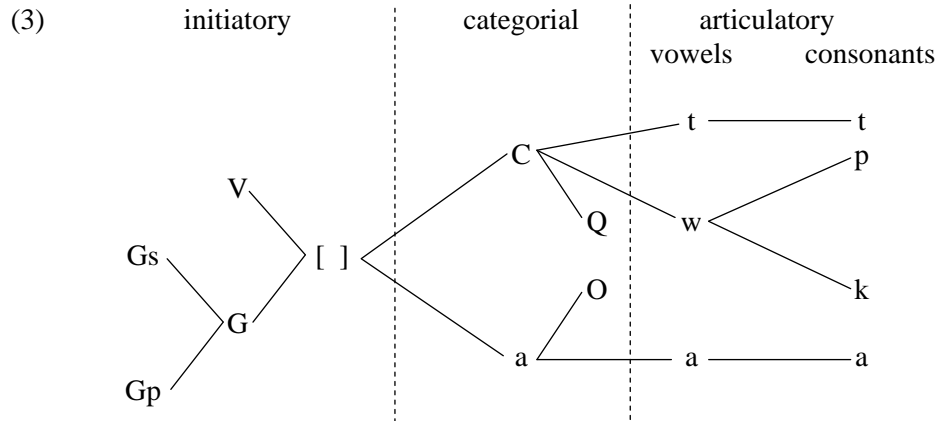 (3) initiatory categorial articulatory
vowels consonants
t t
C p
V
Q w
Gs [ ]
O k
G
a a a
Gp